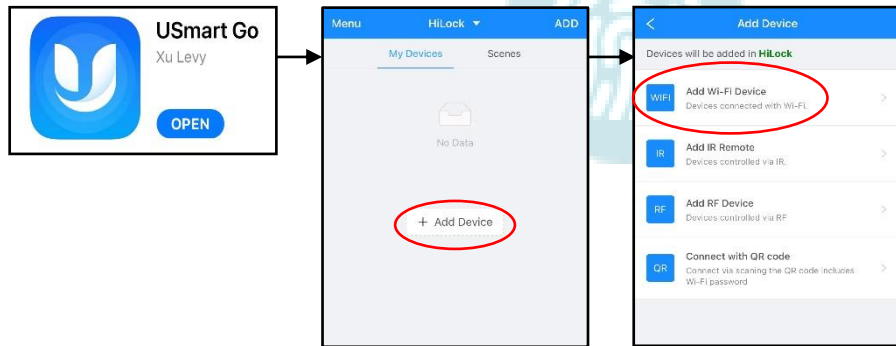 USmart Go
Xu Levy
OPEN
Menu HiLock ADD
My Devices Scenes
No Data
+ Add Device
Add Device
Devices will be added in HiLock
WIFI Add Wi-Fi Device
Devices connected with Wi-Fi.
IR Add IR Remote
Devices controlled via IR.
RF Add RF Device
Devices controlled via RF
QR Connect with QR code
Connect via scaning the QR code includes
Wi-Fi password